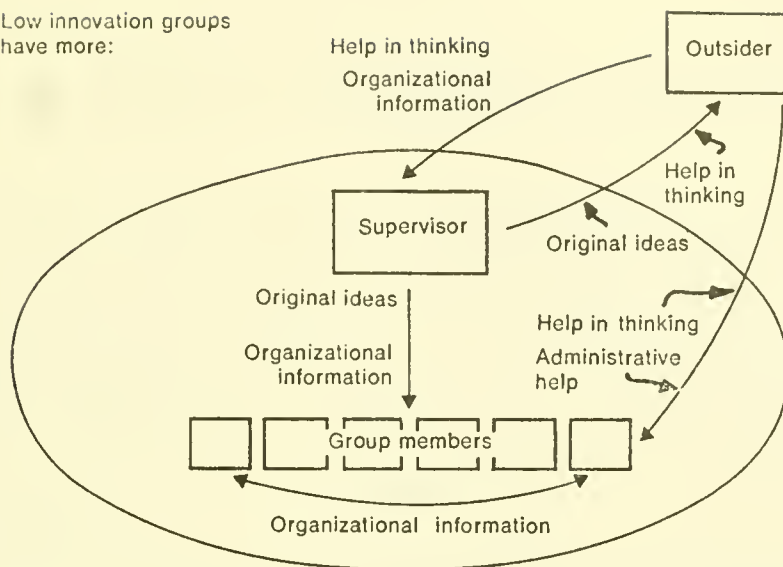 Low innovation groups
have more:
Help in thinking
Organizational
information
Outsider
Help in
thinking
Supervisor
Original ideas
Original ideas
Organizational
information
Help in thinking
Administrative
help
Group members
Organizational information